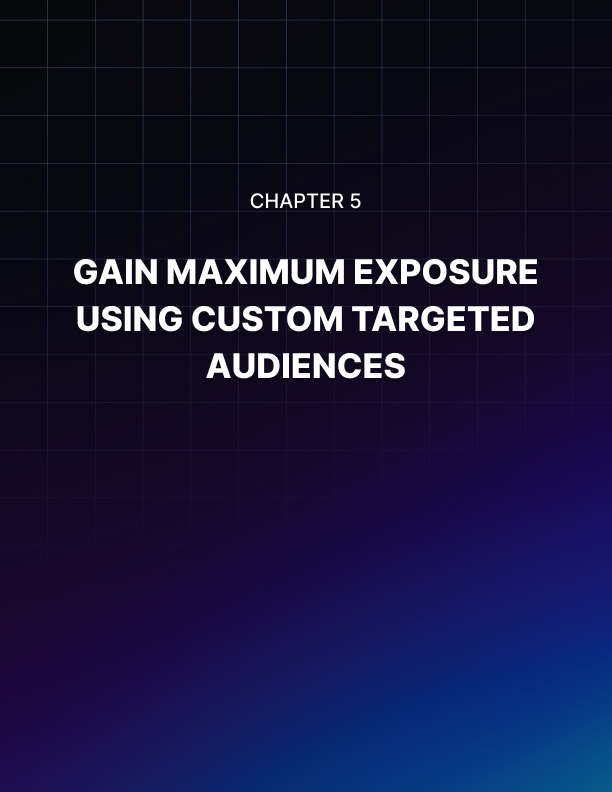 CHAPTER 5
GAIN MAXIMUM EXPOSURE
USING CUSTOM TARGETED
AUDIENCES